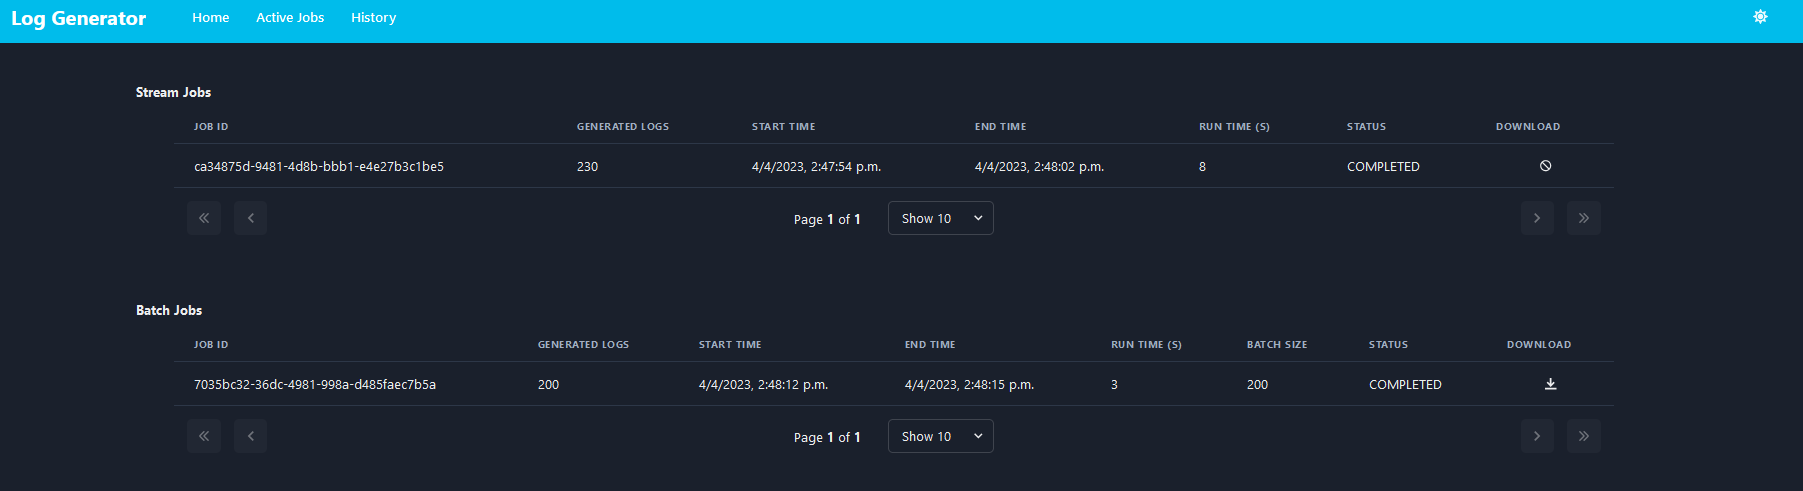 Log Generator Home Active Jobs History
Stream Jobs
JOB ID GENERATED LOGS START TIME END TIME RUN TIME (S) STATUS DOWNLOAD
ca34875d-9481-4d8b-bbb1-e4e27b3c1be5 230 4/4/2023, 2:47:54 p.m. 4/4/2023, 2:48:02 p.m. 8 COMPLETED
Page 1 of 1 Show 10
Batch Jobs
JOB ID GENERATED LOGS START TIME END TIME RUN TIME (S) BATCH SIZE STATUS DOWNLOAD
7035bc32-36dc-4981-998a-d485faec7b5a 200 4/4/2023, 2:48:12 p.m. 4/4/2023, 2:48:15 p.m. 3 200 COMPLETED
Page 1 of 1 Show 10